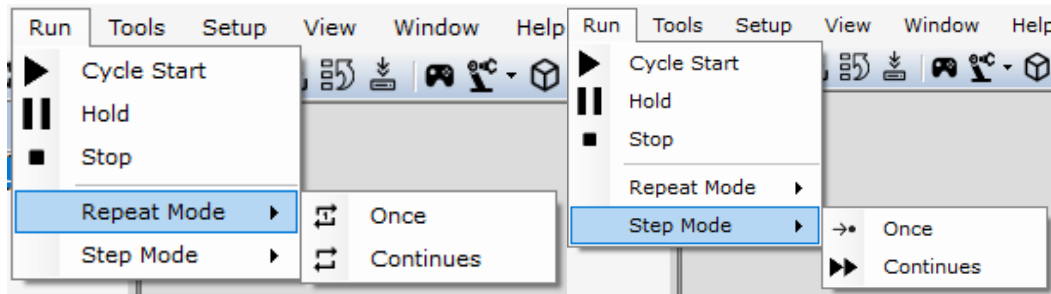 Run Tools Setup View Window Help
Cycle Start
Hold
Stop
Repeat Mode
Once
Step Mode
Continues
Run Tools Setup View Window Help
Cycle Start
Hold
Stop
Repeat Mode
Step Mode
Once
Continues